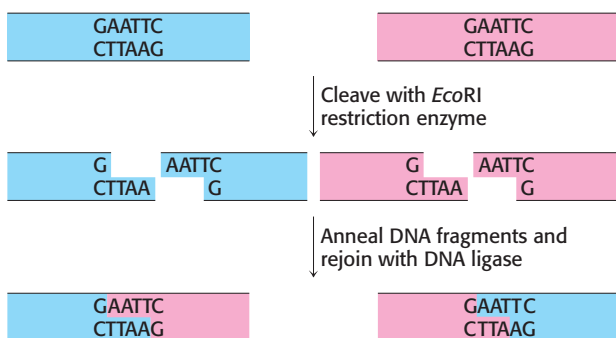 GAATTC GAATTC
CTTAAG CTTAAG
Cleave with EcoRI
restriction enzyme
G AATTC G AATTC
CTTAA G CTTAA G
Anneal DNA fragments and
rejoin with DNA ligase
GAATTC GAATTC
CTTAAG CTTAAG